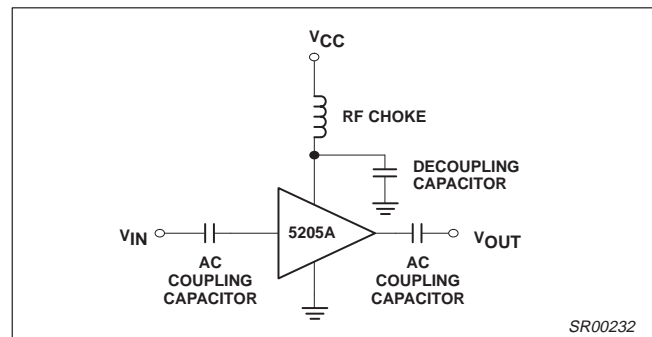 VCC
RF CHOKE
DECOUPLING
CAPACITOR
VIN
5205A
VOUT
AC
COUPLING
CAPACITOR
AC
COUPLING
CAPACITOR
SR00232